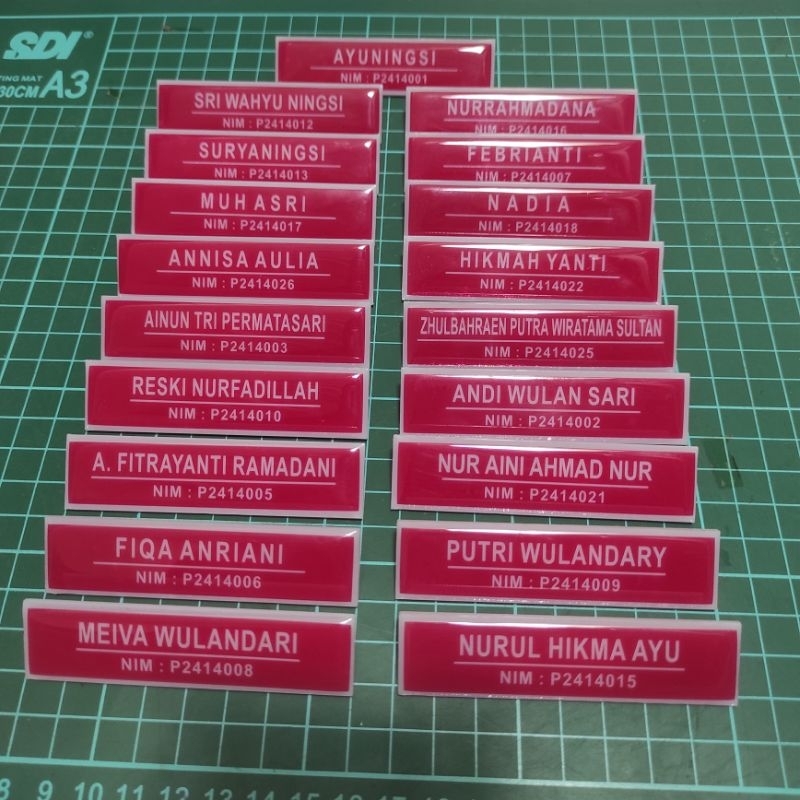 SDI®
A3
AYUNINGSI
NIM : P2414001
SRI WAHYU NINGSI
NIM : P2414012
NURRAHMADANA
NIM : P2414016
SURYANINGSI
NIM : P2414013
FEBRIANTI
NIM : P2414007
MUH ASRI
NIM : P2414017
NADIA
NIM : P2414018
ANNISA AULIA
NIM : P2414026
HIKMAH YANTI
NIM : P2414022
AINUN TRI PERMATASARI
NIM : P2414003
ZHULBAHRAEN PUTRA WIRATAMA SULTAN
NIM : P2414025
RESKI NURFADILLAH
NIM : P2414010
ANDI WULAN SARI
NIM : P2414002
A. FITRAYANTI RAMADANI
NIM : P2414005
NUR AINI AHMAD NUR
NIM : P2414021
FIQA ANRIANI
NIM : P2414006
PUTRI WULANDARY
NIM : P2414009
MEIVA WULANDARI
NIM : P2414008
NURUL HIKMA AYU
NIM : P2414015
8 9 10 11 12 13 14 15